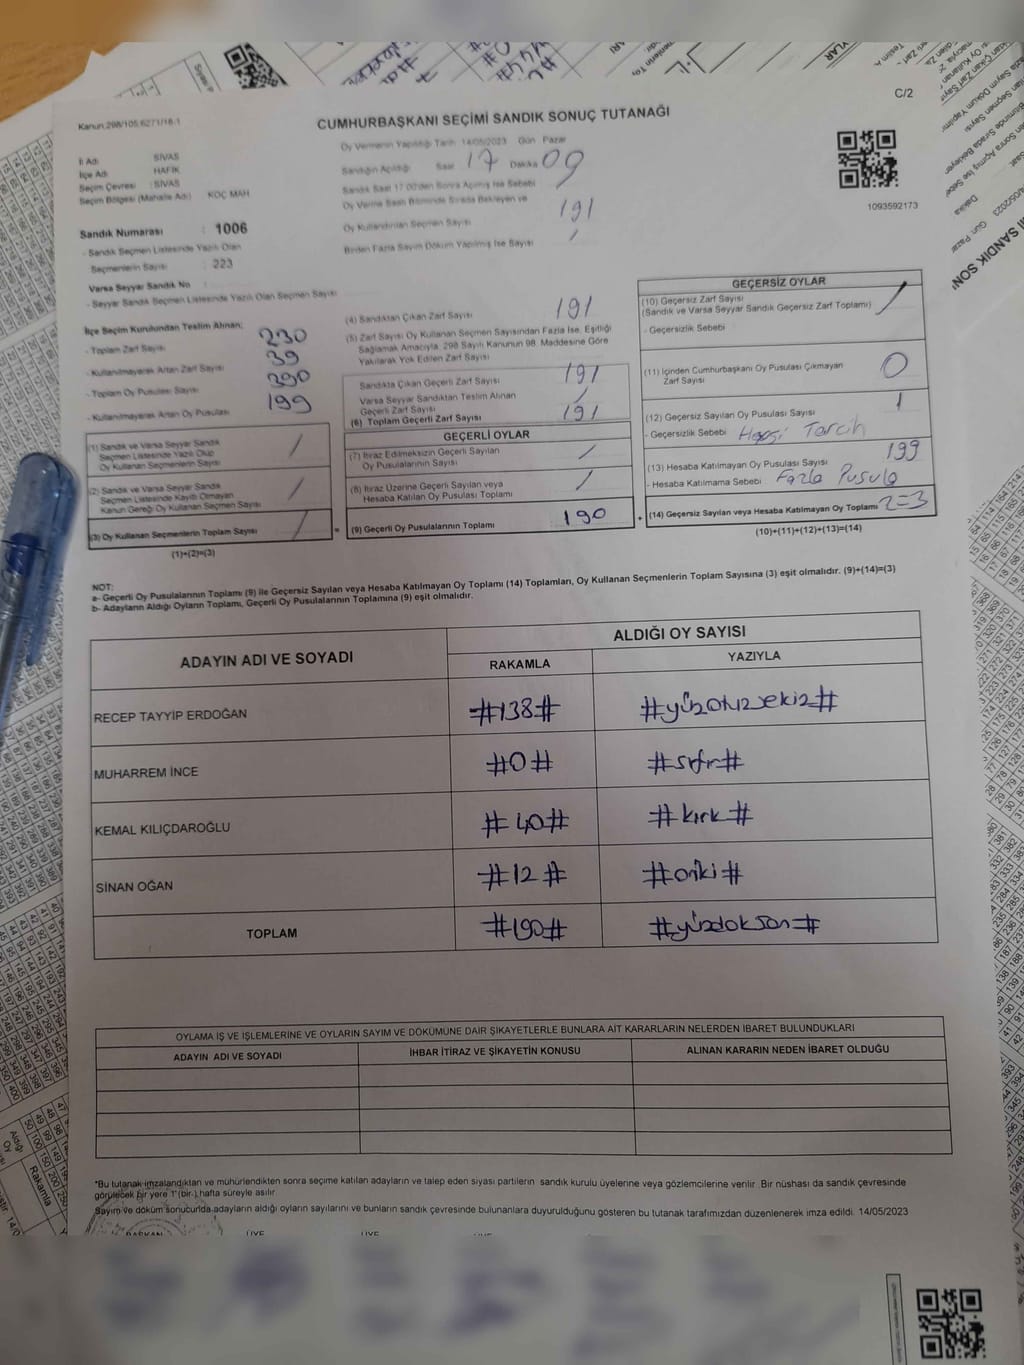 C/2
Kanun:298/105;6271/18-1
CUMHURBAŞKANI SEÇİMİ SANDIK SONUÇ TUTANAĞI
Oy Vermenin Yapıldığı Tarih: 14/05/2023 Gün Pazar
İl Adı SİVAS
İlçe Adı HAFİK
Seçim Çevresi : SİVAS
Seçim Bölgesi (Mahalle Adı) KOÇ MAH
Sandığın Açıldığı Saat 17 Dakika 09
Sandık Saat 17:00'den Sonra Açılmış İse Sebebi
Oy Verme Saati Bitiminde Sırada Bekleyen ve
Oy Kullandırılan Seçmen Sayısı 191
Birden Fazla Sayım Döküm Yapılmış İse Sayısı /
1093592173
Sandık Numarası : 1006
- Sandık Seçmen Listesinde Yazılı Olan
Seçmenlerin Sayısı : 223
Varsa Seyyar Sandık No :
- Seyyar Sandık Seçmen Listesinde Yazılı Olan Seçmen Sayısı
İlçe Seçim Kurulundan Teslim Alınan;
- Toplam Zarf Sayısı 230
- Kullanılmayarak Artan Zarf Sayısı 39
- Toplam Oy Pusulası Sayısı 390
- Kullanılmayarak Artan Oy Pusulası 199
(1) Sandık ve Varsa Seyyar Sandık
Seçmen Listesinde Yazılı Olup
Oy Kullanan Seçmenlerin Sayısı /
(2) Sandık ve Varsa Seyyar Sandık
Seçmen Listesinde Kayıtlı Olmayan
Kanun Gereği Oy Kullanan Seçmen Sayısı /
(3) Oy Kullanan Seçmenlerin Toplam Sayısı / =
(1)+(2)=(3)
(4) Sandıktan Çıkan Zarf Sayısı 191
(5) Zarf Sayısı Oy Kullanan Seçmen Sayısından Fazla İse, Eşitliği
Sağlamak Amacıyla, 298 Sayılı Kanunun 98. Maddesine Göre
Yakılarak Yok Edilen Zarf Sayısı
Sandıkta Çıkan Geçerli Zarf Sayısı 191
Varsa Seyyar Sandıktan Teslim Alınan
Geçerli Zarf Sayısı /
(6) Toplam Geçerli Zarf Sayısı 191
GEÇERLİ OYLAR
(7) İtiraz Edilmeksizin Geçerli Sayılan
Oy Pusulalarının Sayısı /
(8) İtiraz Üzerine Geçerli Sayılan veya
Hesaba Katılan Oy Pusulası Toplamı /
(9) Geçerli Oy Pusulalarının Toplamı 190 +
GEÇERSİZ OYLAR
(10) Geçersiz Zarf Sayısı
(Sandık ve Varsa Seyyar Sandık Geçersiz Zarf Toplamı) /
- Geçersizlik Sebebi
(11) İçinden Cumhurbaşkanı Oy Pusulası Çıkmayan
Zarf Sayısı 0
(12) Geçersiz Sayılan Oy Pusulası Sayısı 1
- Geçersizlik Sebebi Hepsi Tercih
(13) Hesaba Katılmayan Oy Pusulası Sayısı 199
- Hesaba Katılmama Sebebi Fazla Pusula
(14) Geçersiz Sayılan veya Hesaba Katılmayan Oy Toplamı 2=3
(10)+(11)+(12)+(13)=(14)
NOT:
a- Geçerli Oy Pusulalarının Toplamı (9) ile Geçersiz Sayılan veya Hesaba Katılmayan Oy Toplamı (14) Toplamları, Oy Kullanan Seçmenlerin Toplam Sayısına (3) eşit olmalıdır. (9)+(14)=(3)
b- Adayların Aldığı Oyların Toplamı, Geçerli Oy Pusulalarının Toplamına (9) eşit olmalıdır.
ADAYIN ADI VE SOYADI
ALDIĞI OY SAYISI
RAKAMLA YAZIYLA
RECEP TAYYİP ERDOĞAN #138# #yüzotuzsekiz#
MUHARREM İNCE #0# #sıfır#
KEMAL KILIÇDAROĞLU #40# #kırk#
SİNAN OĞAN #12# #oniki#
TOPLAM #190# #yüzdokson#
OYLAMA İŞ VE İŞLEMLERİNE VE OYLARIN SAYIM VE DÖKÜMÜNE DAİR ŞİKAYETLERLE BUNLARA AİT KARARLARIN NELERDEN İBARET BULUNDUKLARI
ADAYIN ADI VE SOYADI İHBAR İTİRAZ VE ŞİKAYETİN KONUSU ALINAN KARARIN NEDEN İBARET OLDUĞU
*Bu tutanak imzalandıktan ve mühürlendikten sonra seçime katılan adayların ve talep eden siyasi partilerin sandık kurulu üyelerine veya gözlemcilerine verilir. Bir nüshası da sandık çevresinde
görülecek bir yere 1 (bir) hafta süreyle asılır.
Sayım ve döküm sonucunda adayların aldığı oyların sayılarını ve bunların sandık çevresinde bulunanlara duyurulduğunu gösteren bu tutanak tarafımızdan düzenlenerek imza edildi. 14/05/2023
BAŞKAN ÜYE ÜYE